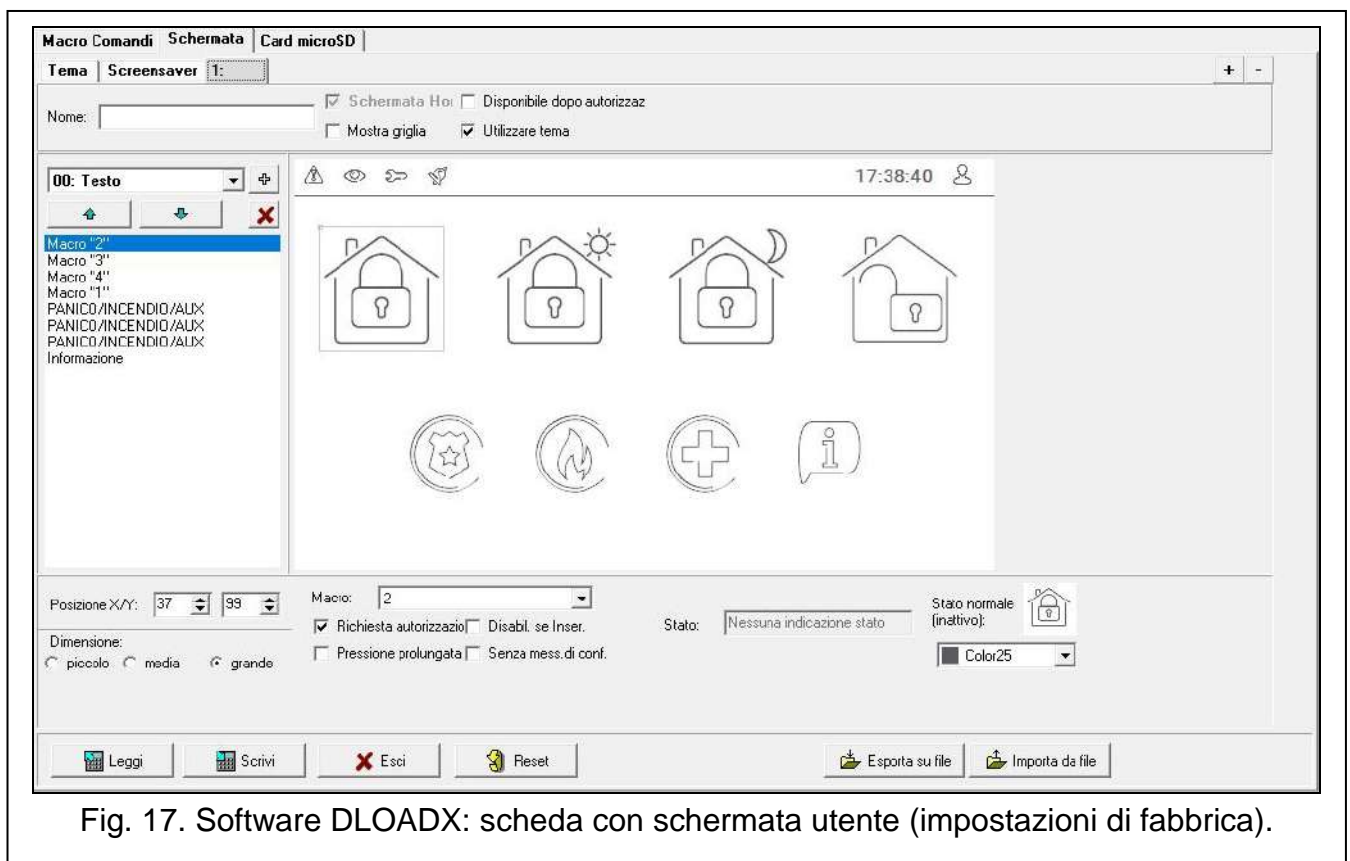 Macro Comandi Schermata Card microSD
Tema Screensaver 1: + -
Nome: Schermata Hor Disponibile dopo autorizzaz
Mostra griglia Utilizzare tema
00: Testo
17:38:40
Macro "2"
Macro "3"
Macro "4"
Macro "1"
PANICO/INCENDIO/AUX
PANICO/INCENDIO/AUX
PANICO/INCENDIO/AUX
Informazione
Posizione X/Y: 37 99
Dimensione:
piccolo media grande
Macro: 2
Richiesta autorizzazio Disabil. se Inser.
Pressione prolungata Senza mess.di conf.
Stato: Nessuna indicazione stato
Stato normale
(inattivo):
Color25
Leggi Scrivi Esci Reset Esporta su file Importa da file
Fig. 17. Software DLOADX: scheda con schermata utente (impostazioni di fabbrica).